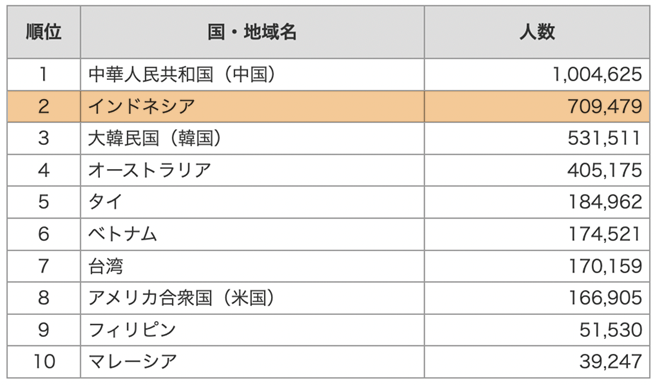 順位 国・地域名 人数
1 中華人民共和国（中国） 1,004,625
2 インドネシア 709,479
3 大韓民国（韓国） 531,511
4 オーストラリア 405,175
5 タイ 184,962
6 ベトナム 174,521
7 台湾 170,159
8 アメリカ合衆国（米国） 166,905
9 フィリピン 51,530
10 マレーシア 39,247